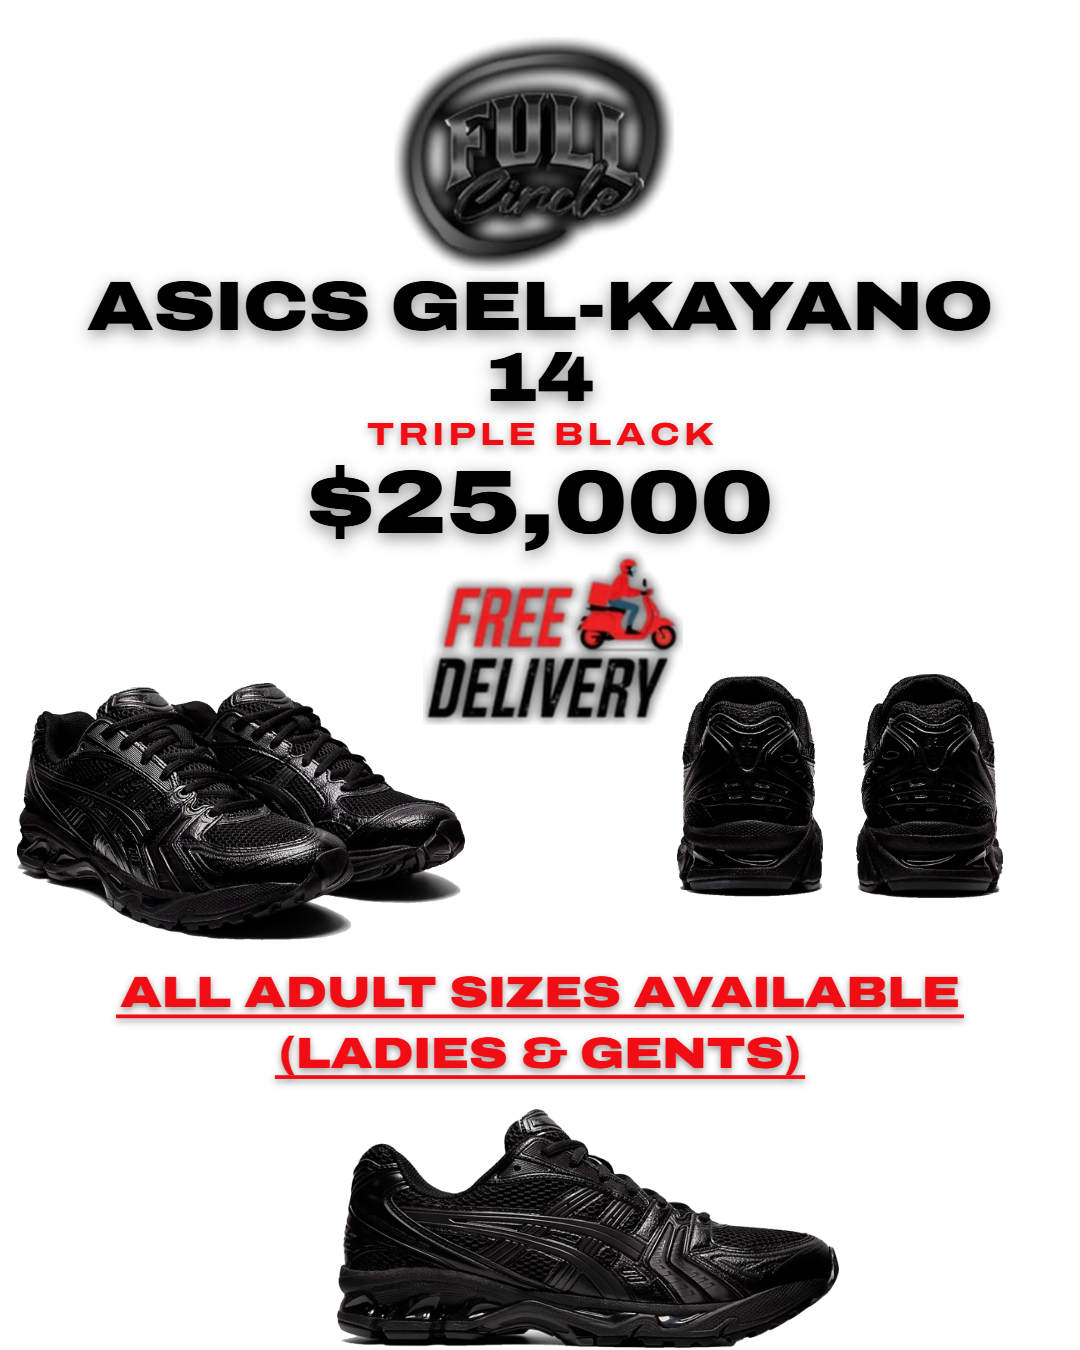 FULL
Circle
ASICS GEL-KAYANO
14
TRIPLE BLACK
$25,000
FREE
DELIVERY
ALL ADULT SIZES AVAILABLE
(LADIES & GENTS)